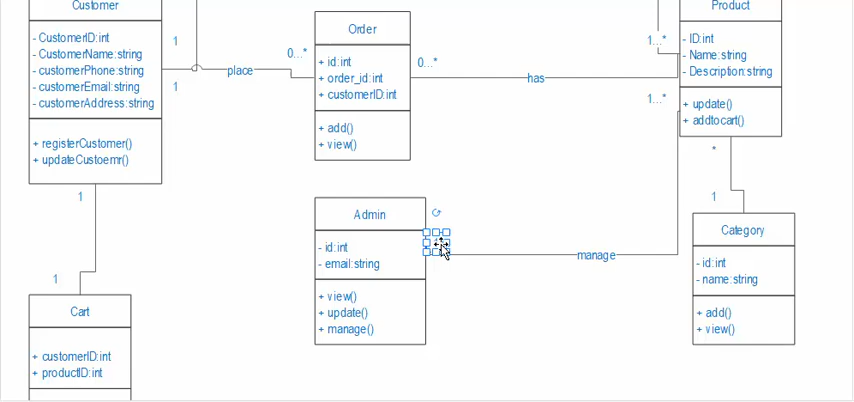 Customer
- CustomerID:int
- CustomerName:string
- customerPhone:string
- customerEmail:string
- customerAddress:string
+ registerCustomer()
+ updateCustoemr()
1
1
place
0...*
Order
+ id:int
+ order_id:int
+ customerID:int
+ add()
+ view()
0...*
has
1...*
1...*
Product
- ID:int
- Name:string
- Description:string
+ update()
+ addtocart()
*
1
Category
- id:int
- name:string
+ add()
+ view()
1
1
Cart
+ customerID:int
+ productID:int
Admin
- id:int
- email:string
+ view()
+ update()
+ manage()
manage